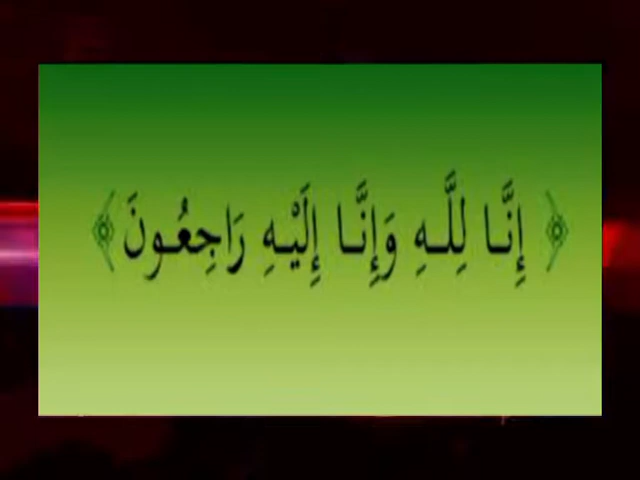 ﴿ إِنَّا لِلَّهِ وَإِنَّا إِلَيْهِ رَاجِعُونَ ﴾